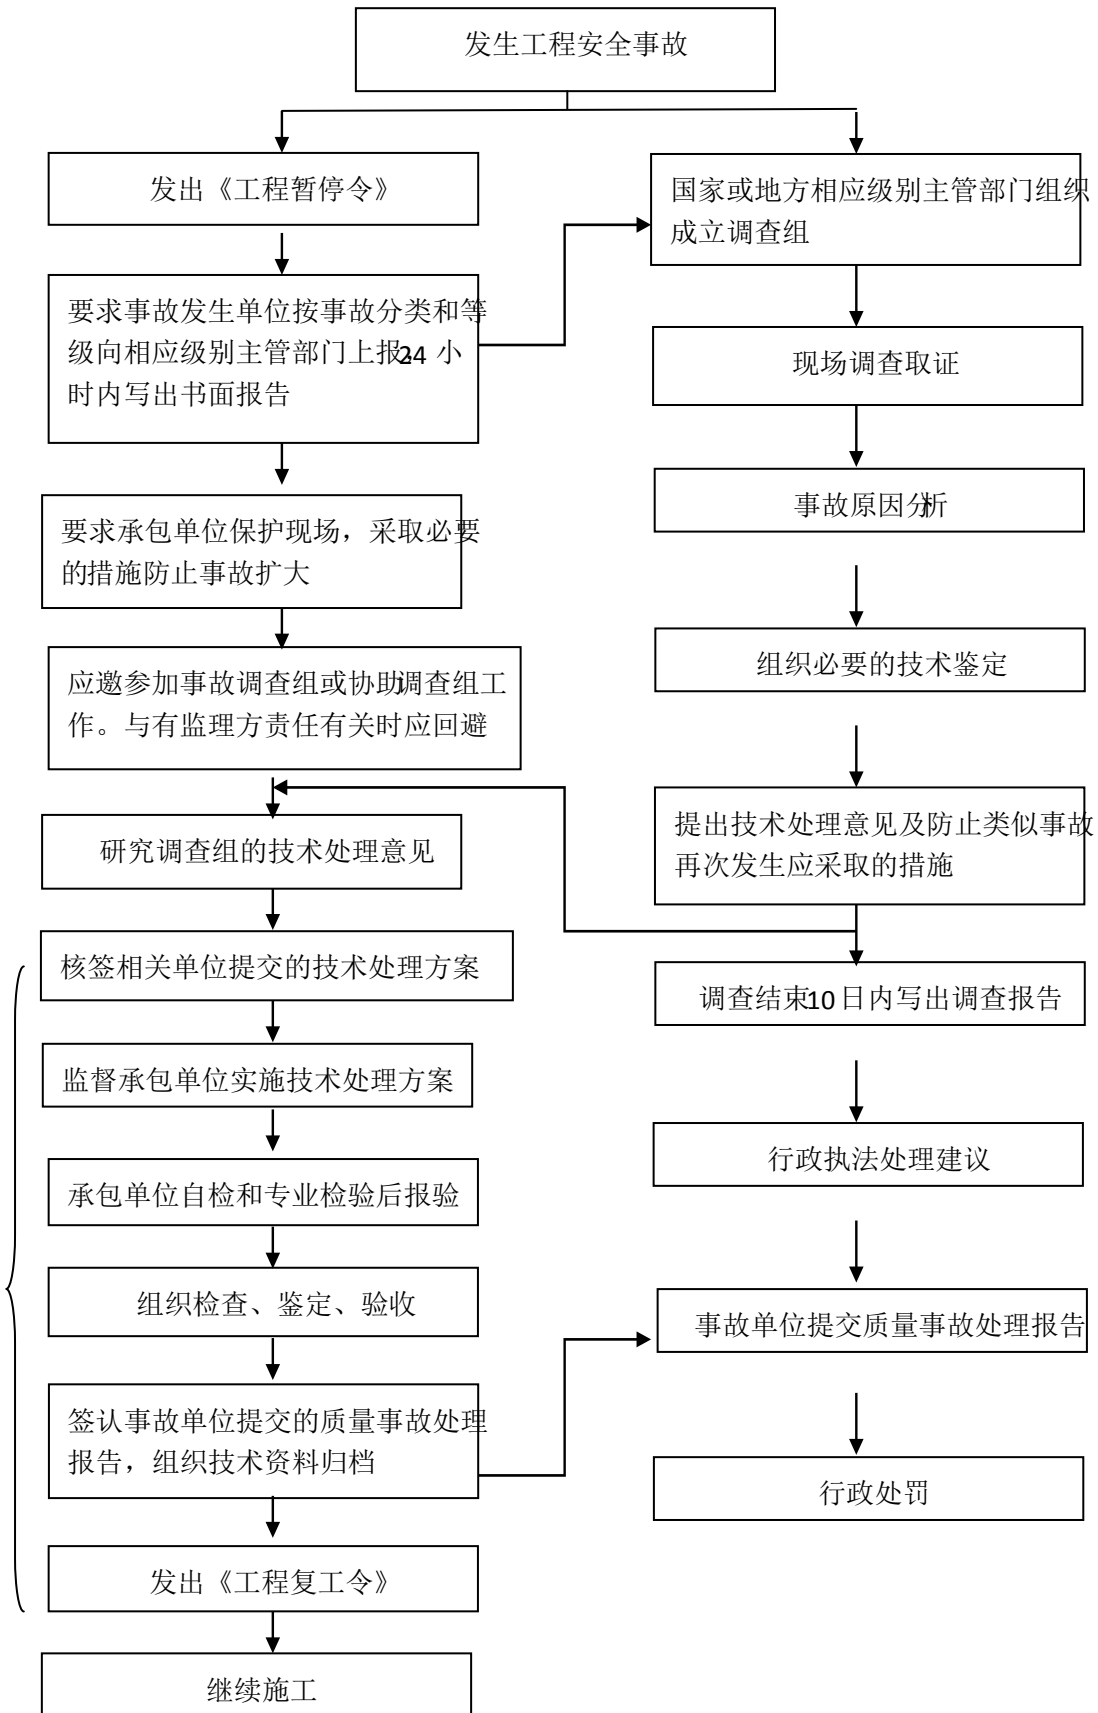 发生工程安全事故
发出《工程暂停令》
要求事故发生单位按事故分类和等
级向相应级别主管部门上报,24 小
时内写出书面报告
要求承包单位保护现场，采取必要
的措施防止事故扩大
应邀参加事故调查组或协助调查组工
作。与有监理方责任有关时应回避
研究调查组的技术处理意见
核签相关单位提交的技术处理方案
监督承包单位实施技术处理方案
承包单位自检和专业检验后报验
组织检查、鉴定、验收
签认事故单位提交的质量事故处理
报告，组织技术资料归档
发出《工程复工令》
继续施工
国家或地方相应级别主管部门组织
成立调查组
现场调查取证
事故原因分析
组织必要的技术鉴定
提出技术处理意见及防止类似事故
再次发生应采取的措施
调查结束10日内写出调查报告
行政执法处理建议
事故单位提交质量事故处理报告
行政处罚